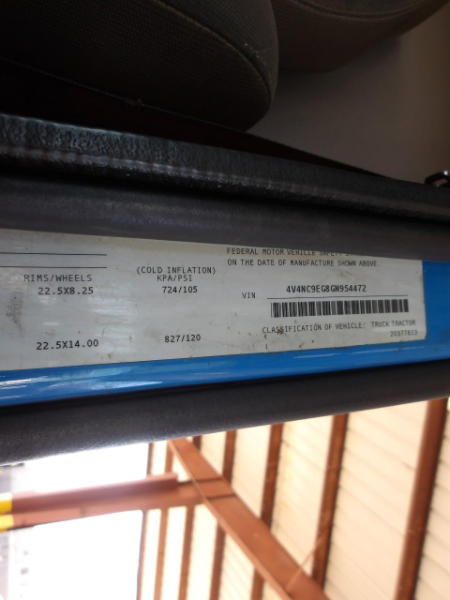 FEDERAL MOTOR VEHICLE SAFETY
ON THE DATE OF MANUFACTURE SHOWN ABOVE
RIMS/WHEELS
(COLD INFLATION)
KPA/PSI
22.5X8.25
724/105
VIN
4V4NC9EG8GN954472
22.5X14.00
827/120
CLASSIFICATION OF VEHICLE: TRUCK TRACTOR